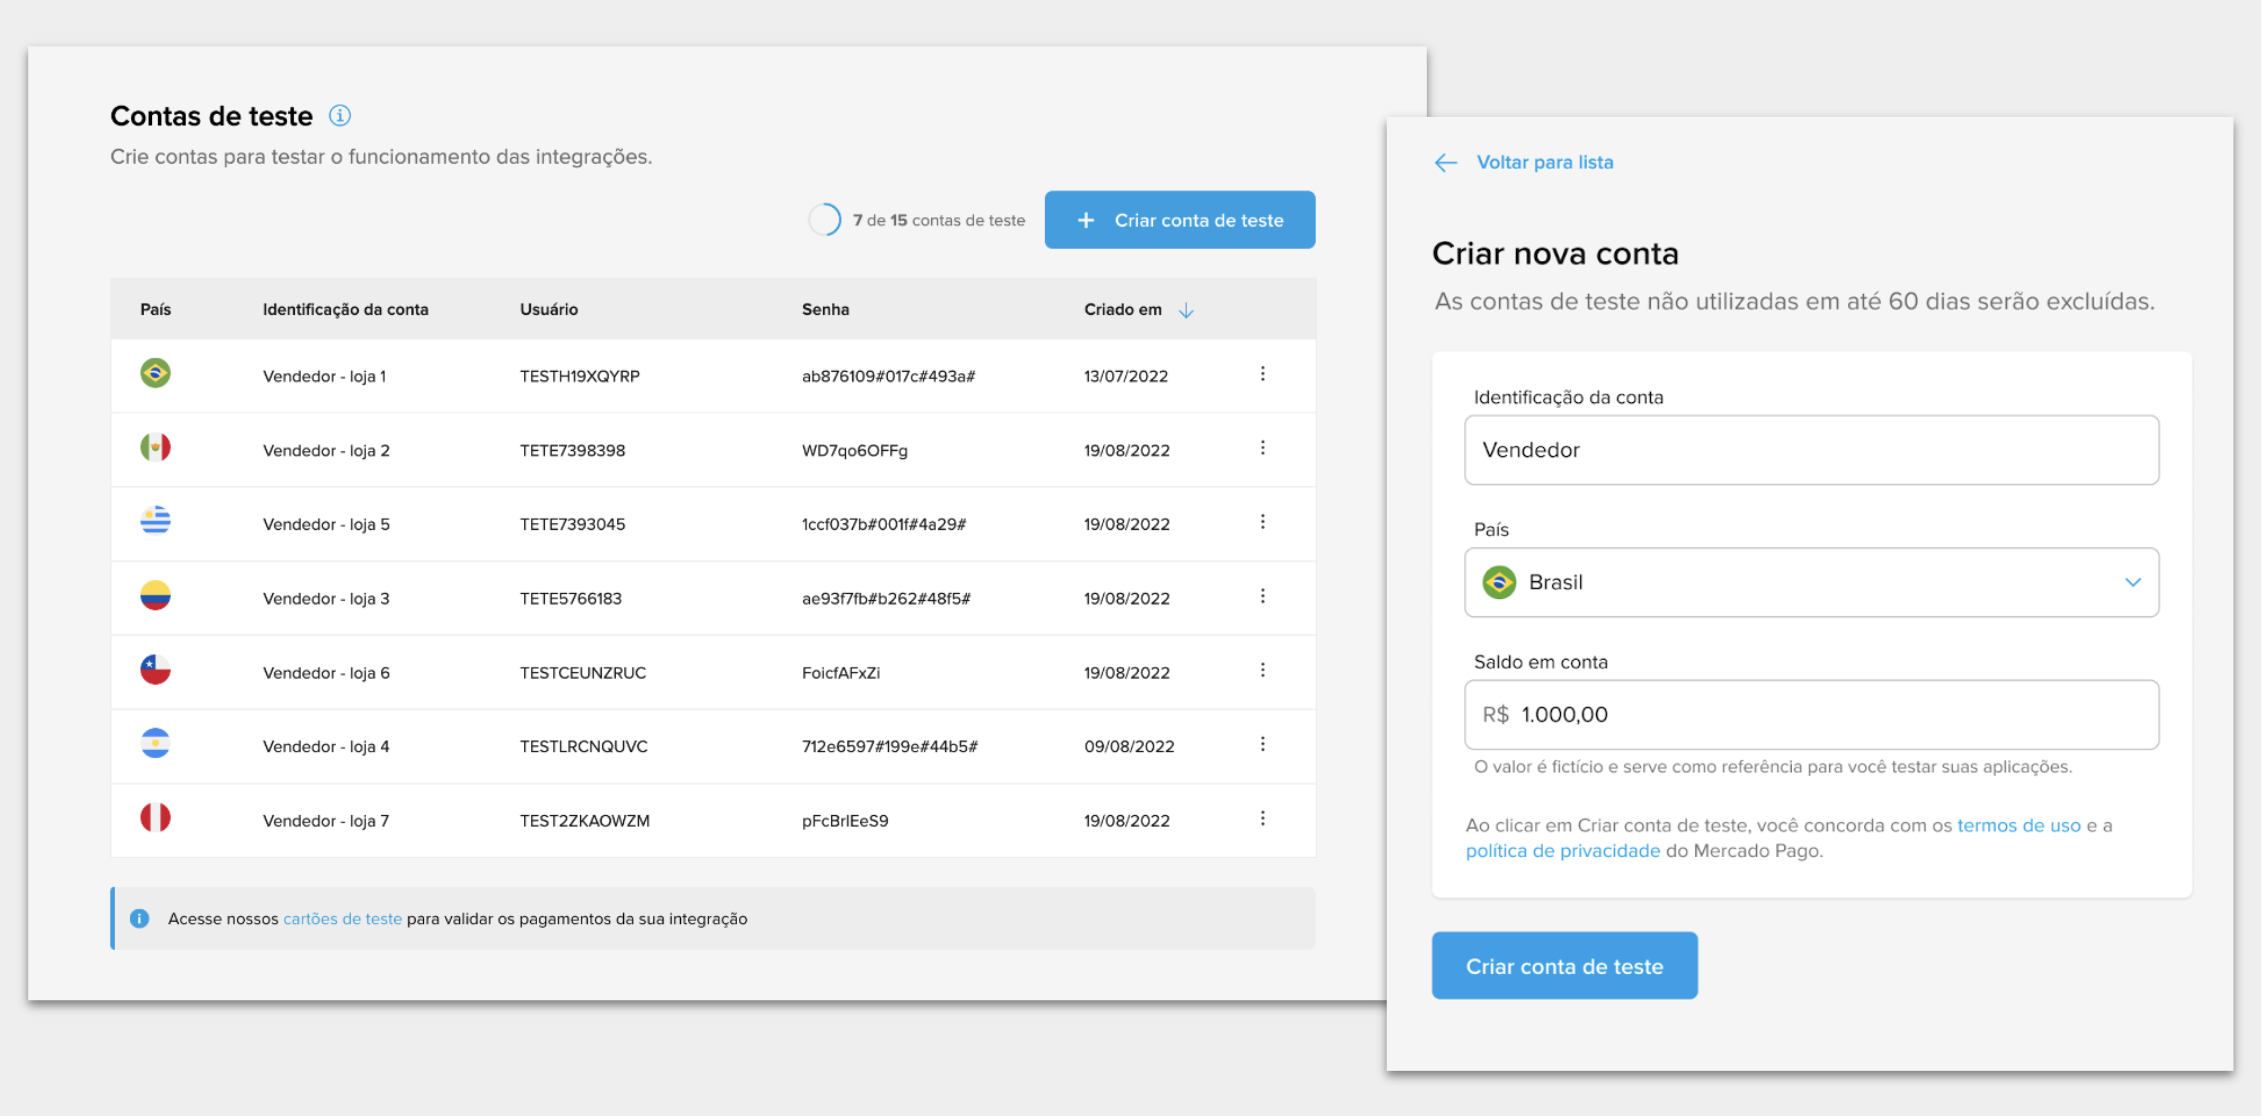 Contas de teste
Crie contas para testar o funcionamento das integrações.
7 de 15 contas de teste
+ Criar conta de teste
País Identificação da conta Usuário Senha Criado em
Vendedor - loja 1 TESTH19XQYRP ab876109#017c#493a# 13/07/2022
Vendedor - loja 2 TETE7398398 WD7qo6OFFg 19/08/2022
Vendedor - loja 5 TETE7393045 1ccf037b#001f#4a29# 19/08/2022
Vendedor - loja 3 TETE5766183 ae93f7fb#b262#48f5# 19/08/2022
Vendedor - loja 6 TESTCEUNZRUC FoicfAFxZi 19/08/2022
Vendedor - loja 4 TESTLRCNQUVC 712e6597#199e#44b5# 09/08/2022
Vendedor - loja 7 TEST2ZKAOWZM pFcBrlEeS9 19/08/2022
Acesse nossos cartões de teste para validar os pagamentos da sua integração
Voltar para lista
Criar nova conta
As contas de teste não utilizadas em até 60 dias serão excluídas.
Identificação da conta
Vendedor
País
Brasil
Saldo em conta
R$ 1.000,00
O valor é fictício e serve como referência para você testar suas aplicações.
Ao clicar em Criar conta de teste, você concorda com os termos de uso e a
política de privacidade do Mercado Pago.
Criar conta de teste